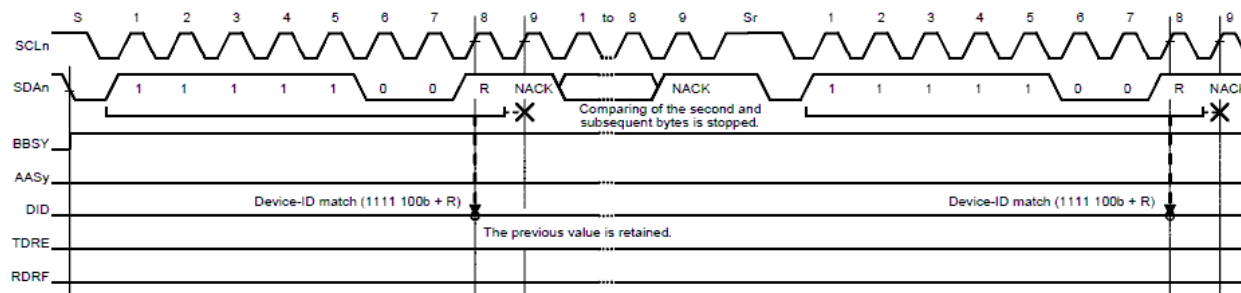 S 1 2 3 4 5 6 7 8 9 1 to 8 9 Sr 1 2 3 4 5 6 7 8 9
SCLn
SDAn 1 1 1 1 1 0 0 R NACK NACK 1 1 1 1 1 0 0 R NACK
Comparing of the second and
subsequent bytes is stopped.
BBSY
AASy
Device-ID match (1111 100b + R) Device-ID match (1111 100b + R)
DID
The previous value is retained.
TDRE
RDRF